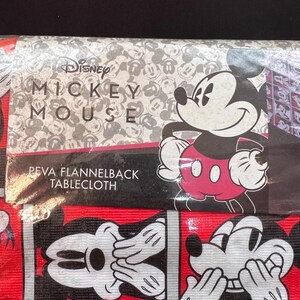 Disney
MICKEY
MOUSE
PEVA FLANNELBACK
TABLECLOTH